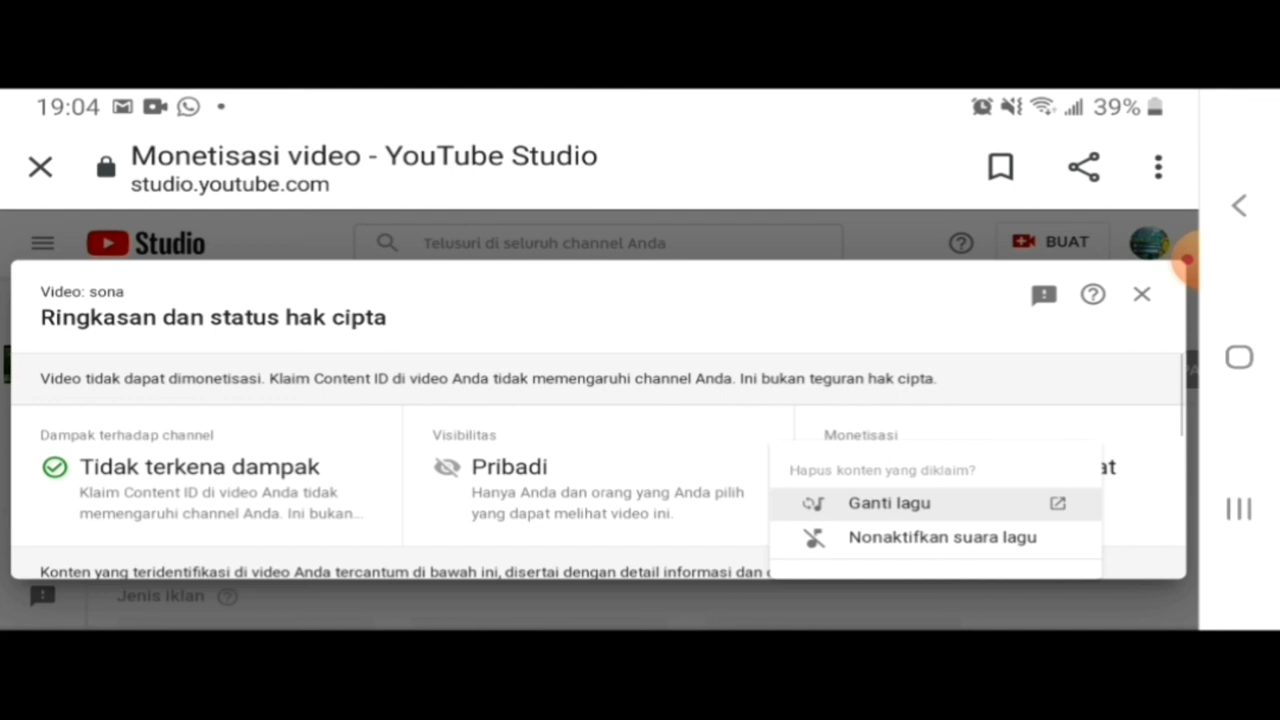 19:04
39%
Monetisasi video - YouTube Studio
studio.youtube.com
Studio
Telusuri di seluruh channel Anda
BUAT
Video: sona
Ringkasan dan status hak cipta
Video tidak dapat dimonetisasi. Klaim Content ID di video Anda tidak memengaruhi channel Anda. Ini bukan teguran hak cipta.
Dampak terhadap channel
Tidak terkena dampak
Klaim Content ID di video Anda tidak
memengaruhi channel Anda. Ini bukan...
Visibilitas
Pribadi
Hanya Anda dan orang yang Anda pilih
yang dapat melihat video ini.
Monetisasi
at
Hapus konten yang diklaim?
Ganti lagu
Nonaktifkan suara lagu
Konten yang teridentifikasi di video Anda tercantum di bawah ini, disertai dengan detail informasi dan
Jenis iklan